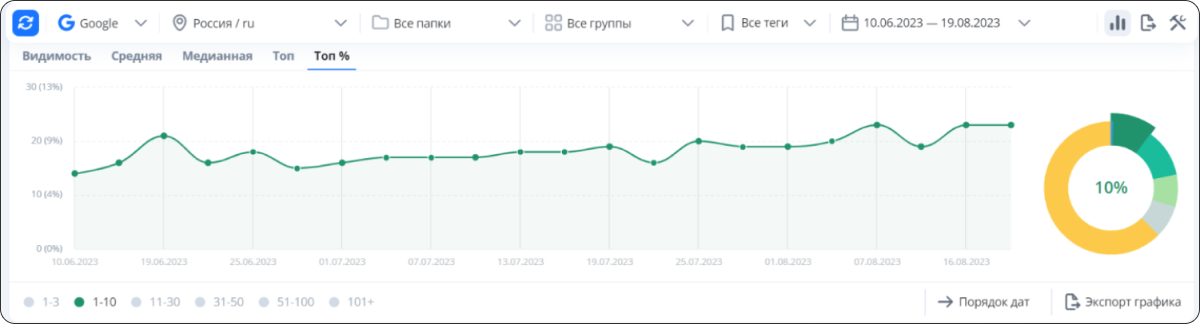 Google Россия / ru Все папки Все группы Все теги 10.06.2023 — 19.08.2023
Видимость Средняя Медианная Топ Топ %
30 (13%)
20 (9%)
10 (4%)
0 (0%)
10.06.2023 19.06.2023 25.06.2023 01.07.2023 07.07.2023 13.07.2023 19.07.2023 25.07.2023 01.08.2023 07.08.2023 16.08.2023
10%
1-3 1-10 11-30 31-50 51-100 101+ Порядок дат Экспорт графика